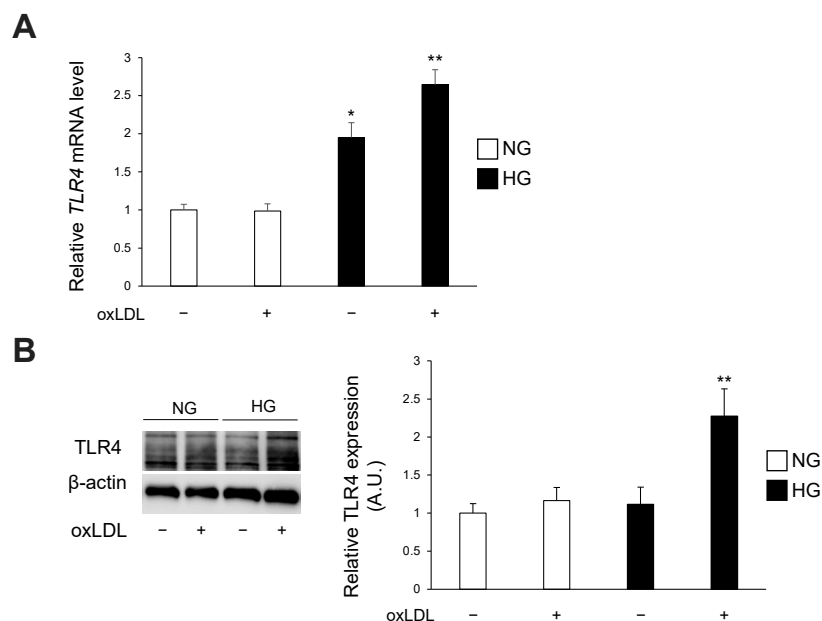 A
Relative TLR4 mRNA level
3
2.5
2
1.5
1
0.5
0
*
**
NG
HG
oxLDL − + − +
B
NG HG
TLR4
β-actin
oxLDL − + − +
Relative TLR4 expression
(A.U.)
3
2.5
2
1.5
1
0.5
0
**
NG
HG
oxLDL − + − +